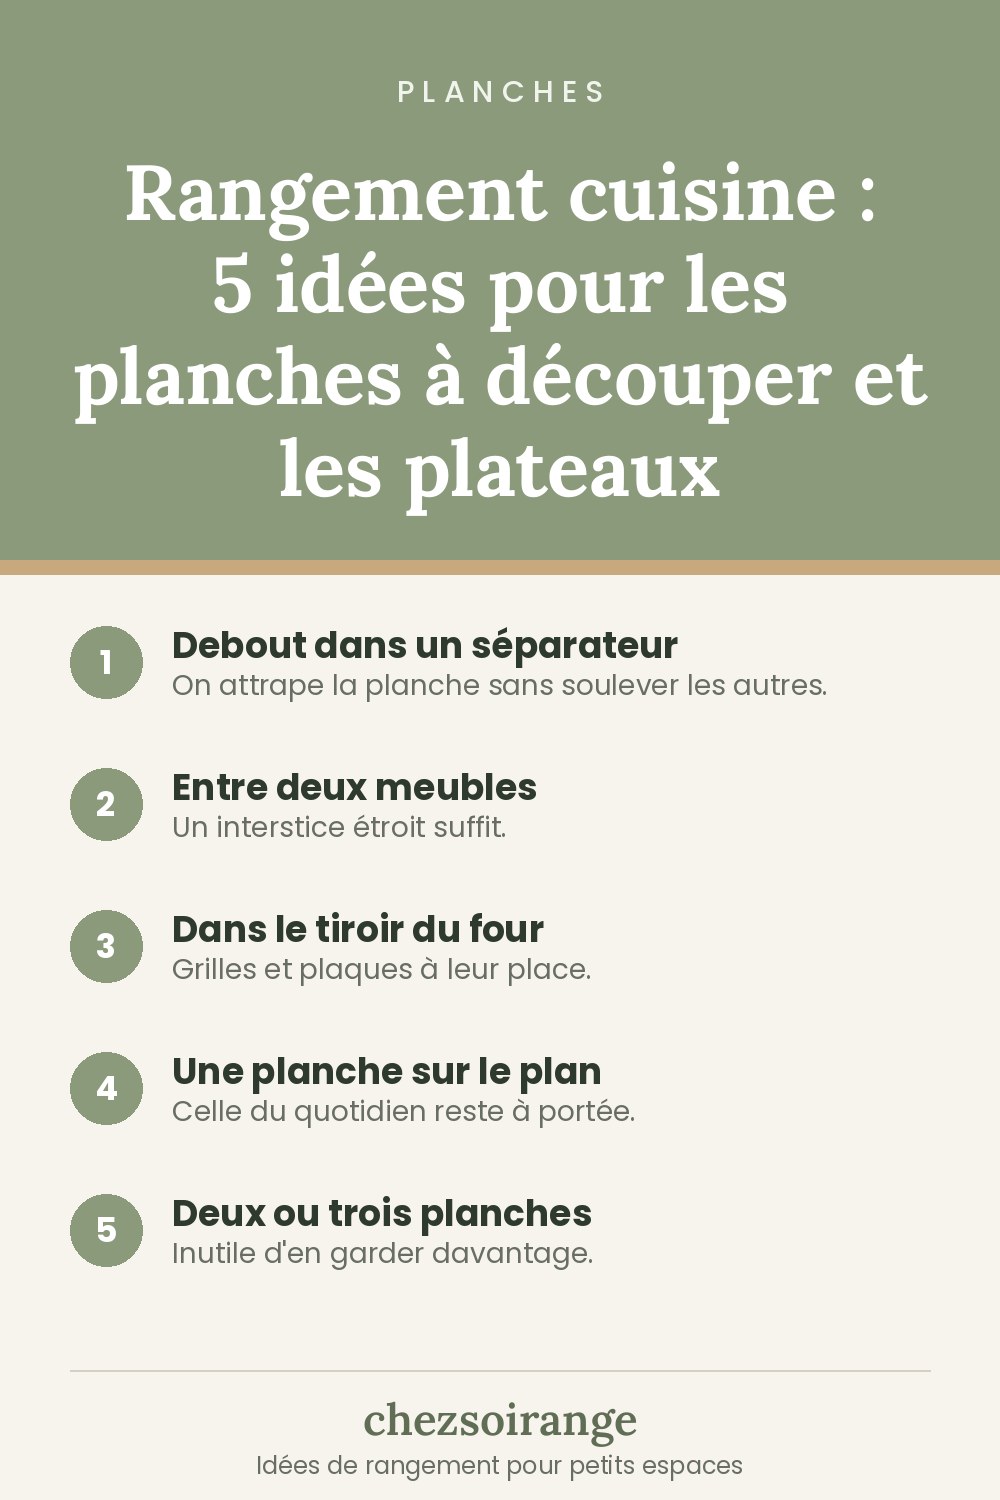 PLANCHES
Rangement cuisine :
5 idées pour les
planches à découper et
les plateaux
1
Debout dans un séparateur
On attrape la planche sans soulever les autres.
2
Entre deux meubles
Un interstice étroit suffit.
3
Dans le tiroir du four
Grilles et plaques à leur place.
4
Une planche sur le plan
Celle du quotidien reste à portée.
5
Deux ou trois planches
Inutile d'en garder davantage.
chezsoirange
Idées de rangement pour petits espaces